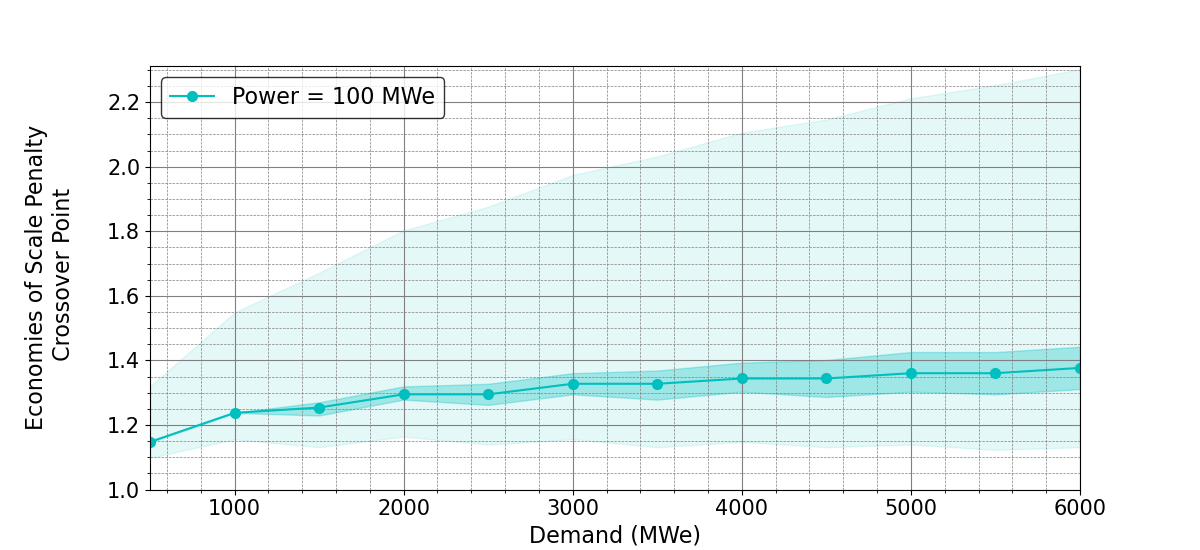 Power = 100 MWe
2.2
2.0
1.8
1.6
1.4
1.2
1.0
Economies of Scale Penalty
Crossover Point
1000 2000 3000 4000 5000 6000
Demand (MWe)